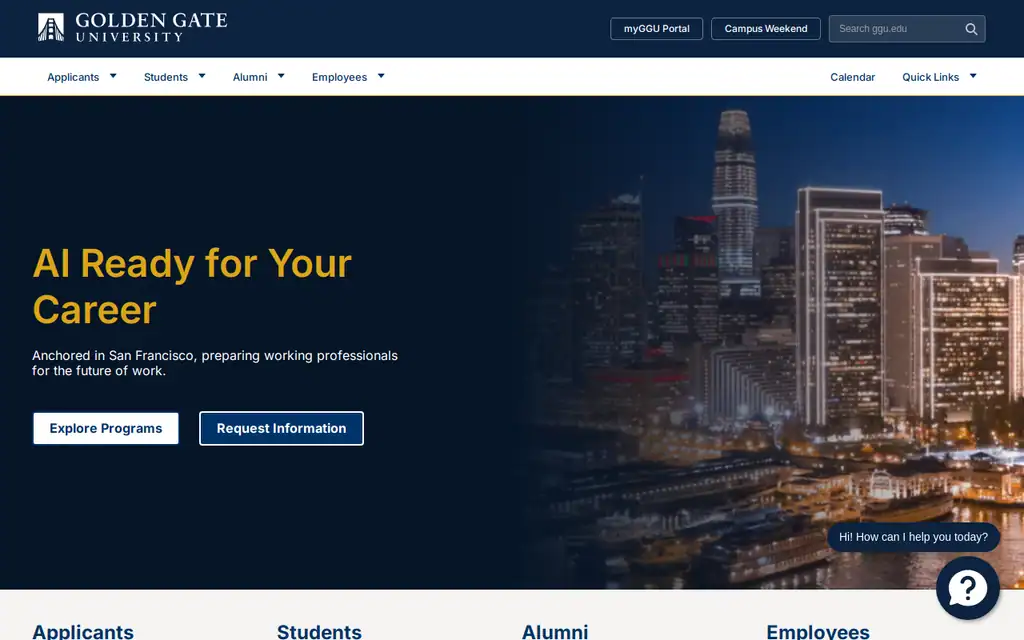 GOLDEN GATE
UNIVERSITY
myGGU Portal
Campus Weekend
Search ggu.edu
Applicants
Students
Alumni
Employees
Calendar
Quick Links
AI Ready for Your
Career
Anchored in San Francisco, preparing working professionals
for the future of work.
Explore Programs
Request Information
Hi! How can I help you today?
?
Applicants
Students
Alumni
Employees